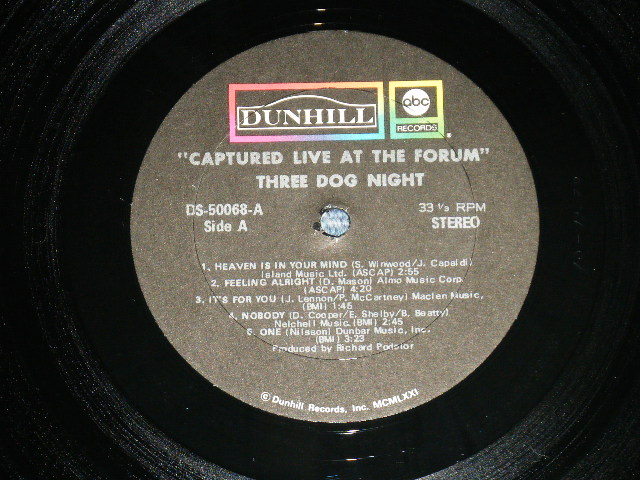 DUNHILL
abc
RECORDS
"CAPTURED LIVE AT THE FORUM"
THREE DOG NIGHT
DS-50068-A
Side A
33 1/3 RPM
STEREO
1. HEAVEN IS IN YOUR MIND (S. Winwood/J. Capaldi)
Island Music Ltd. (ASCAP) 2:55
2. FEELING ALRIGHT (D. Mason) Almo Music Corp
(ASCAP) 4:20
3. IT'S FOR YOU (J. Lennon/P. McCartney) Maclen Music,
(BMI) 1:46
4. NOBODY (D. Cooper/E. Shelby/B. Beatty)
Nelchell Music (BMI) 2:45
5. ONE (Nilsson) Dunbar Music, Inc.
(BMI) 3:23
Produced by Richard Podolor
© Dunhill Records, Inc. MCMLXXI